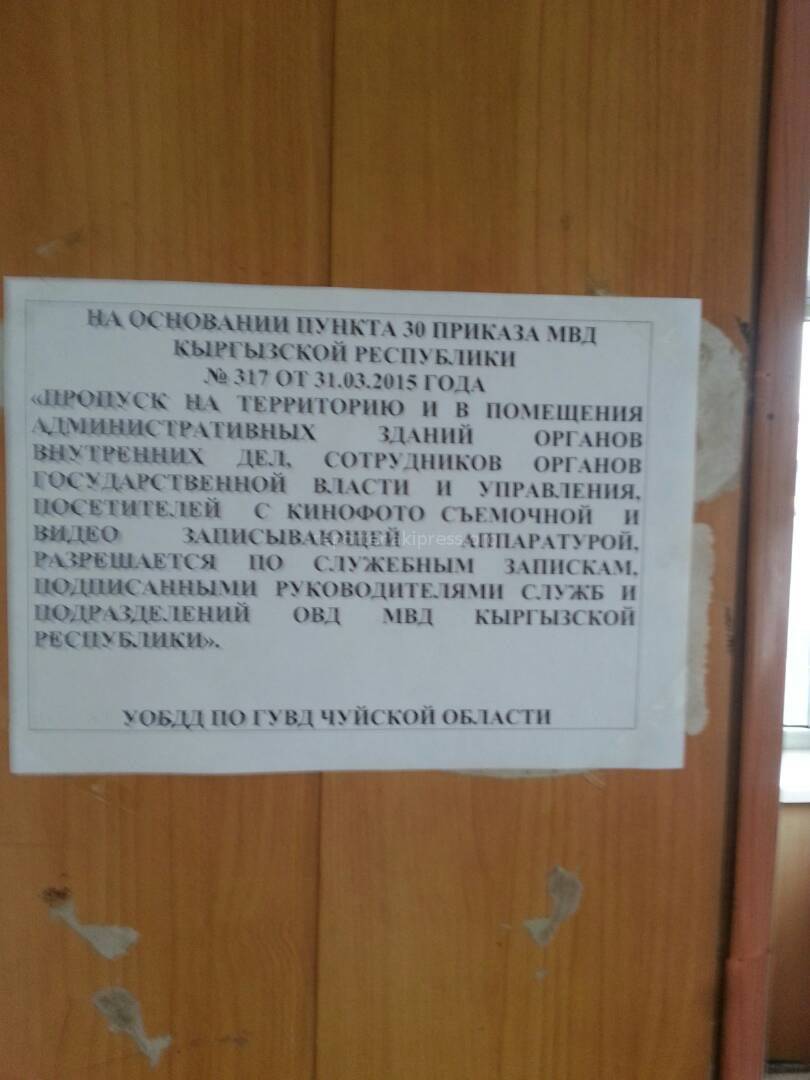 НА ОСНОВАНИИ ПУНКТА 30 ПРИКАЗА МВД
КЫРГЫЗСКОЙ РЕСПУБЛИКИ
№ 317 ОТ 31.03.2015 ГОДА
«ПРОПУСК НА ТЕРРИТОРИЮ И В ПОМЕЩЕНИЯ
АДМИНИСТРАТИВНЫХ ЗДАНИЙ ОРГАНОВ
ВНУТРЕННИХ ДЕЛ, СОТРУДНИКОВ ОРГАНОВ
ГОСУДАРСТВЕННОЙ ВЛАСТИ И УПРАВЛЕНИЯ,
ПОСЕТИТЕЛЕЙ С КИНОФОТО СЪЕМОЧНОЙ И
ВИДЕО ЗАПИСЫВАЮЩЕЙ АППАРАТУРОЙ,
РАЗРЕШАЕТСЯ ПО СЛУЖЕБНЫМ ЗАПИСКАМ,
ПОДПИСАННЫМИ РУКОВОДИТЕЛЯМИ СЛУЖБ И
ПОДРАЗДЕЛЕНИЙ ОВД МВД КЫРГЫЗСКОЙ
РЕСПУБЛИКИ».
УОБДД ПО ГУВД ЧУЙСКОЙ ОБЛАСТИ